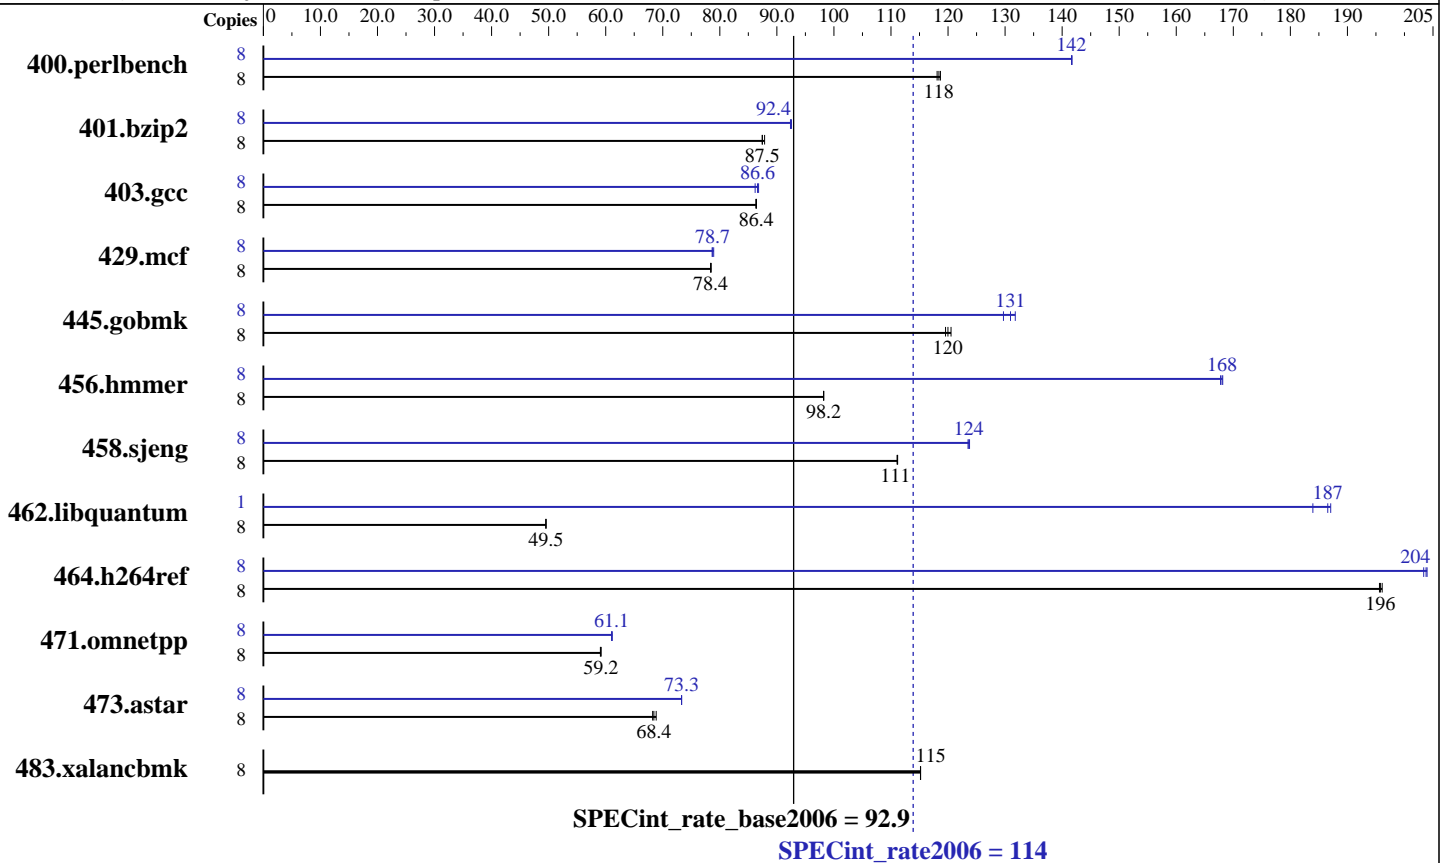 Copies 0 10.0 20.0 30.0 40.0 50.0 60.0 70.0 80.0 90.0 100 110 120 130 140 150 160 170 180 190 205
400.perlbench 8 142
8 118
401.bzip2 8 92.4
8 87.5
403.gcc 8 86.6
8 86.4
429.mcf 8 78.7
8 78.4
445.gobmk 8 131
8 120
456.hmmer 8 168
8 98.2
458.sjeng 8 124
8 111
462.libquantum 1 187
8 49.5
464.h264ref 8 204
8 196
471.omnetpp 8 61.1
8 59.2
473.astar 8 73.3
8 68.4
483.xalancbmk 8 115
SPECint_rate_base2006 = 92.9
SPECint_rate2006 = 114